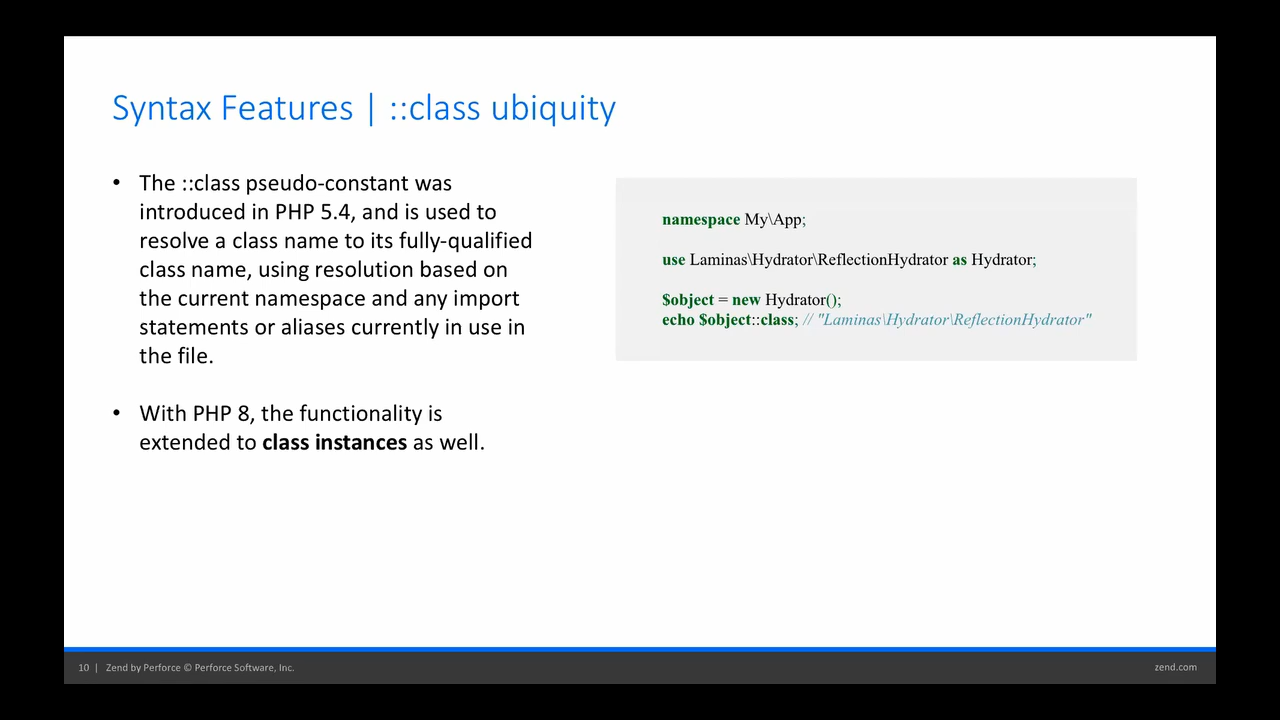 Syntax Features | ::class ubiquity
• The ::class pseudo-constant was
introduced in PHP 5.4, and is used to
resolve a class name to its fully-qualified
class name, using resolution based on
the current namespace and any import
statements or aliases currently in use in
the file.
• With PHP 8, the functionality is
extended to class instances as well.
namespace My\App;
use Laminas\Hydrator\ReflectionHydrator as Hydrator;
$object = new Hydrator();
echo $object::class; // "Laminas\Hydrator\ReflectionHydrator"
10 | Zend by Perforce © Perforce Software, Inc.
zend.com